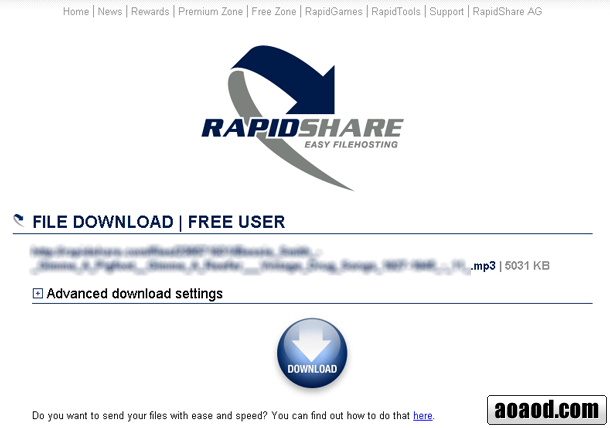 Home | News | Rewards | Premium Zone | Free Zone | RapidGames | RapidTools | Support | RapidShare AG
RAPIDSHARE
EASY FILEHOSTING
FILE DOWNLOAD | FREE USER
.mp3 | 5031 KB
Advanced download settings
DOWNLOAD
Do you want to send your files with ease and speed? You can find out how to do that here.
aoaod.com